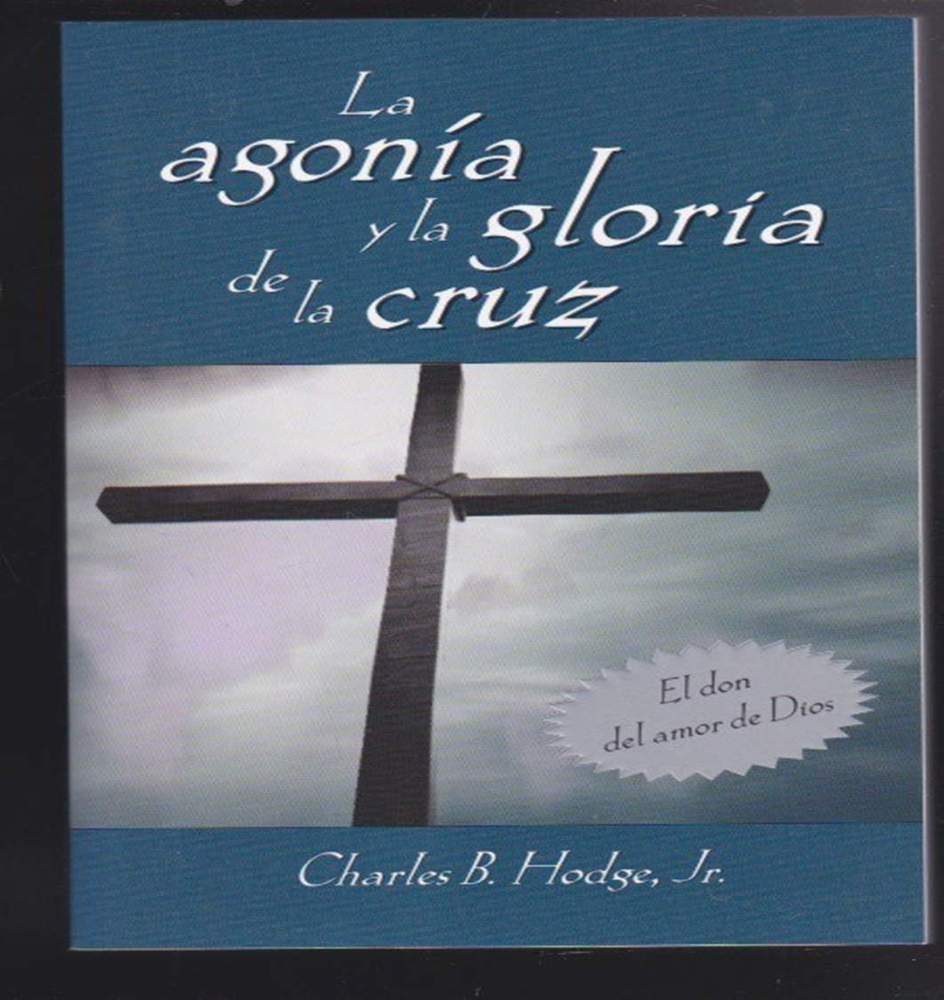 La
agonía
y la gloria
de la cruz
El don
del amor de Dios
Charles B. Hodge, Jr.